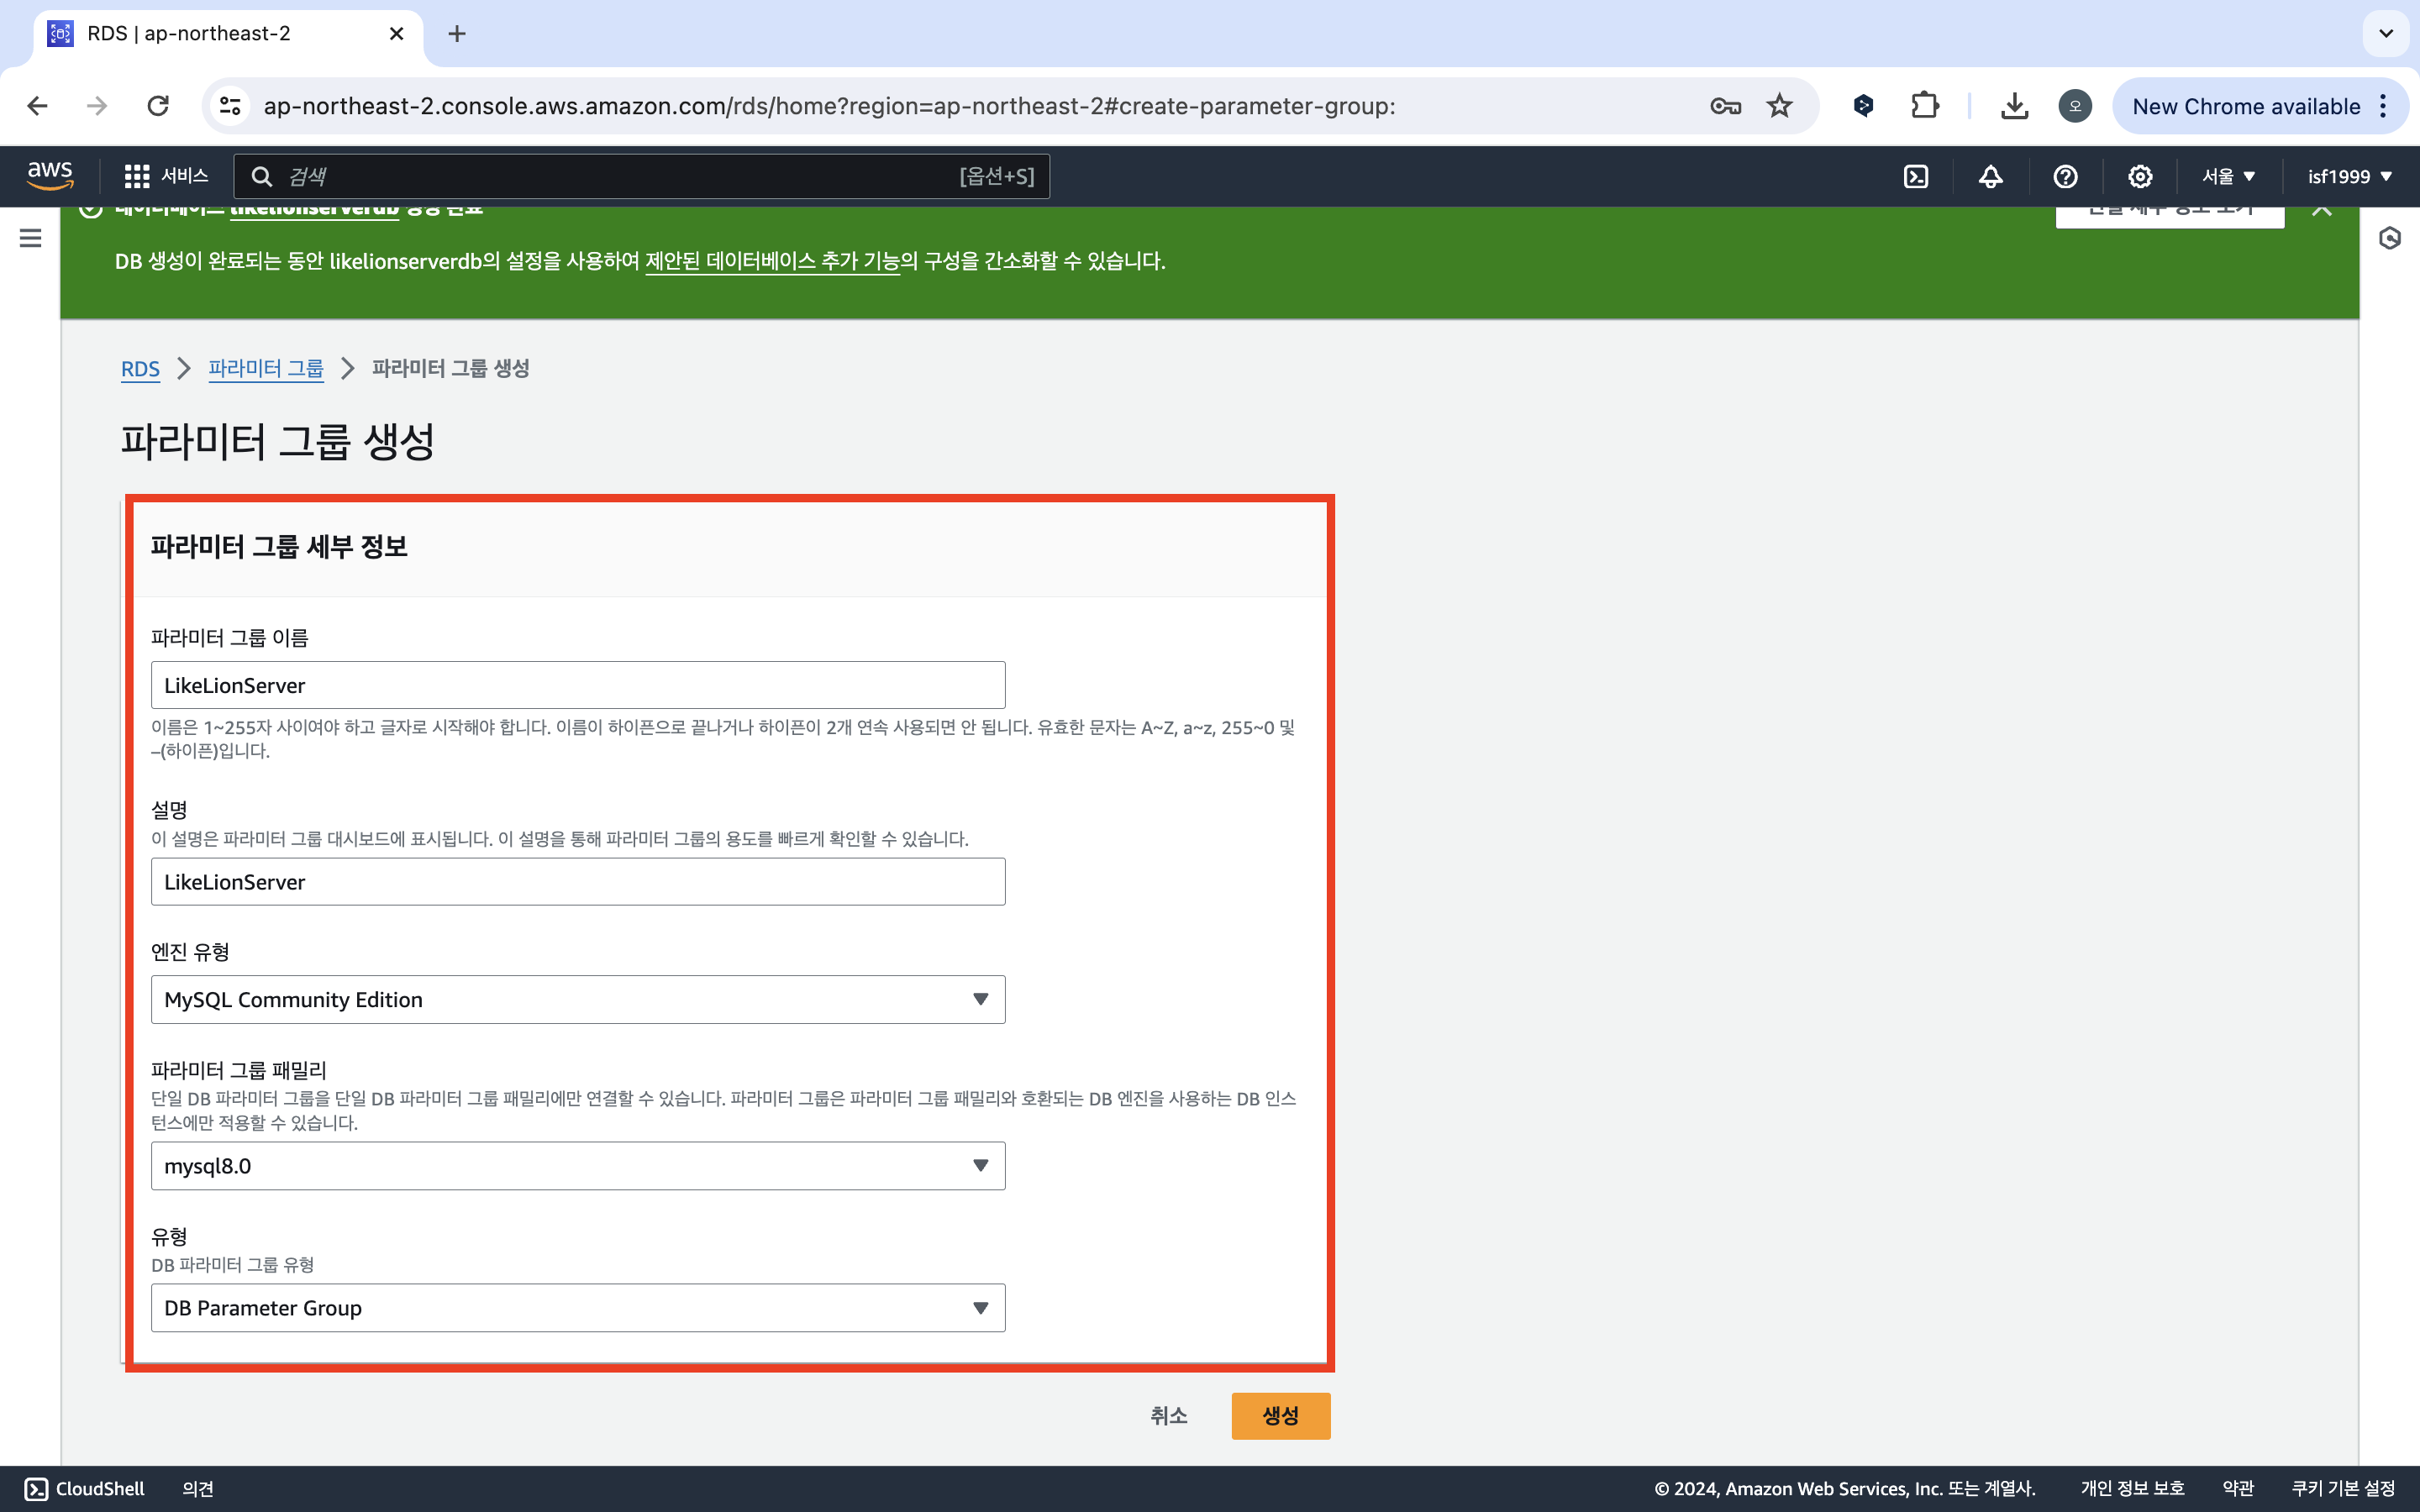 RDS | ap-northeast-2
ap-northeast-2.console.aws.amazon.com/rds/home?region=ap-northeast-2#create-parameter-group:
오
New Chrome available
aws
서비스
검색
[옵션+S]
서울
isf1999
데이터베이스 likelionserverdb 생성 완료
연결 세부 정보 보기
DB 생성이 완료되는 동안 likelionserverdb의 설정을 사용하여 제안된 데이터베이스 추가 기능의 구성을 간소화할 수 있습니다.
RDS
파라미터 그룹
파라미터 그룹 생성
파라미터 그룹 생성
파라미터 그룹 세부 정보
파라미터 그룹 이름
LikeLionServer
이름은 1~255자 사이여야 하고 글자로 시작해야 합니다. 이름이 하이픈으로 끝나거나 하이픈이 2개 연속 사용되면 안 됩니다. 유효한 문자는 A~Z, a~z, 255~0 및
–(하이픈)입니다.
설명
이 설명은 파라미터 그룹 대시보드에 표시됩니다. 이 설명을 통해 파라미터 그룹의 용도를 빠르게 확인할 수 있습니다.
LikeLionServer
엔진 유형
MySQL Community Edition
파라미터 그룹 패밀리
단일 DB 파라미터 그룹을 단일 DB 파라미터 그룹 패밀리에만 연결할 수 있습니다. 파라미터 그룹은 파라미터 그룹 패밀리와 호환되는 DB 엔진을 사용하는 DB 인스
턴스에만 적용할 수 있습니다.
mysql8.0
유형
DB 파라미터 그룹 유형
DB Parameter Group
취소
생성
CloudShell
의견
© 2024, Amazon Web Services, Inc. 또는 계열사.
개인 정보 보호
약관
쿠키 기본 설정